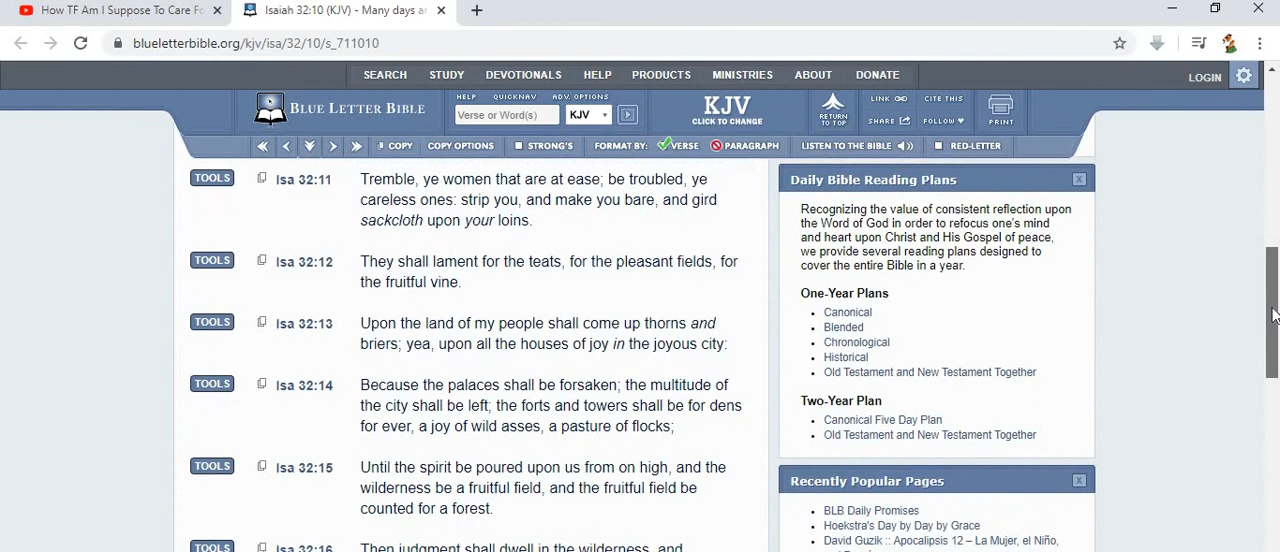 How TF Am I Suppose To Care Fo
Isaiah 32:10 (KJV) - Many days a
blueletterbible.org/kjv/isa/32/10/s_711010
SEARCH STUDY DEVOTIONALS HELP PRODUCTS MINISTRIES ABOUT DONATE LOGIN
BLUE LETTER BIBLE
HELP QUICKNAV ADV. OPTIONS
Verse or Word(s) KJV
KJV
CLICK TO CHANGE
RETURN
TO TOP
LINK CITE THIS
SHARE FOLLOW
PRINT
COPY COPY OPTIONS STRONG'S FORMAT BY: VERSE PARAGRAPH LISTEN TO THE BIBLE RED-LETTER
TOOLS Isa 32:11 Tremble, ye women that are at ease; be troubled, ye
careless ones: strip you, and make you bare, and gird
sackcloth upon your loins.
TOOLS Isa 32:12 They shall lament for the teats, for the pleasant fields, for
the fruitful vine.
TOOLS Isa 32:13 Upon the land of my people shall come up thorns and
briers; yea, upon all the houses of joy in the joyous city:
TOOLS Isa 32:14 Because the palaces shall be forsaken; the multitude of
the city shall be left; the forts and towers shall be for dens
for ever, a joy of wild asses, a pasture of flocks;
TOOLS Isa 32:15 Until the spirit be poured upon us from on high, and the
wilderness be a fruitful field, and the fruitful field be
counted for a forest.
TOOLS Isa 32:16 Then judgment shall dwell in the wilderness, and
Daily Bible Reading Plans X
Recognizing the value of consistent reflection upon
the Word of God in order to refocus one's mind
and heart upon Christ and His Gospel of peace,
we provide several reading plans designed to
cover the entire Bible in a year.
One-Year Plans
• Canonical
• Blended
• Chronological
• Historical
• Old Testament and New Testament Together
Two-Year Plan
• Canonical Five Day Plan
• Old Testament and New Testament Together
Recently Popular Pages X
• BLB Daily Promises
• Hoekstra's Day by Day by Grace
• David Guzik :: Apocalipsis 12 – La Mujer, el Niño,